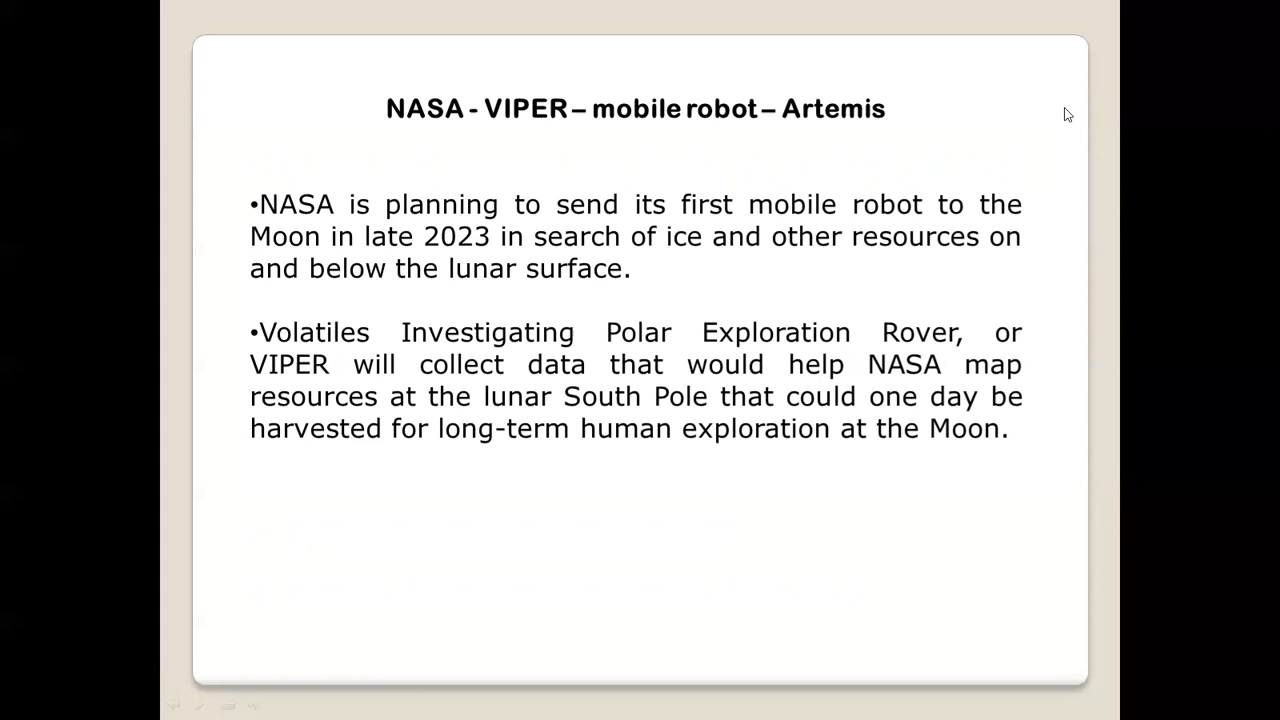 NASA - VIPER – mobile robot – Artemis
•NASA is planning to send its first mobile robot to the
Moon in late 2023 in search of ice and other resources on
and below the lunar surface.
•Volatiles Investigating Polar Exploration Rover, or
VIPER will collect data that would help NASA map
resources at the lunar South Pole that could one day be
harvested for long-term human exploration at the Moon.